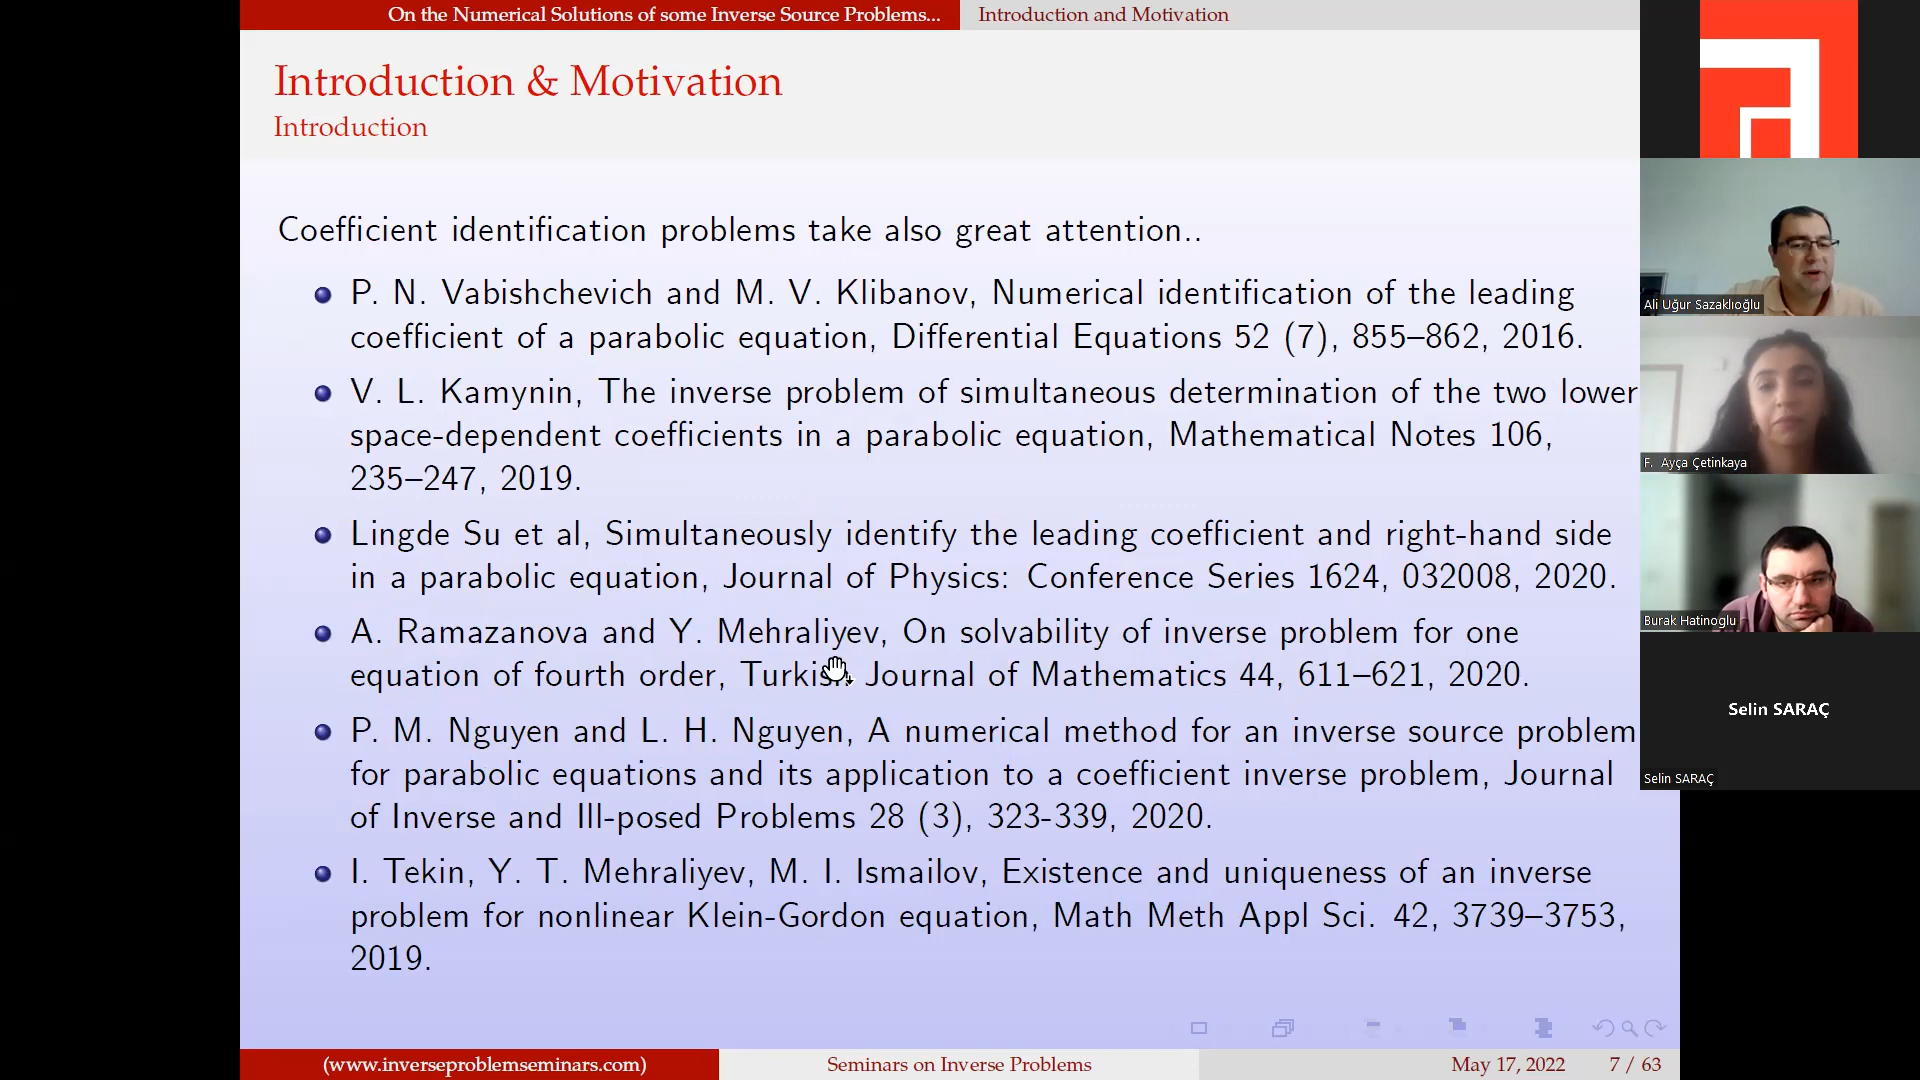 On the Numerical Solutions of some Inverse Source Problems...
Introduction and Motivation
Introduction & Motivation
Introduction
Coefficient identification problems take also great attention..
P. N. Vabishchevich and M. V. Klibanov, Numerical identification of the leading
coefficient of a parabolic equation, Differential Equations 52 (7), 855–862, 2016.
V. L. Kamynin, The inverse problem of simultaneous determination of the two lower
space-dependent coefficients in a parabolic equation, Mathematical Notes 106,
235–247, 2019.
Lingde Su et al, Simultaneously identify the leading coefficient and right-hand side
in a parabolic equation, Journal of Physics: Conference Series 1624, 032008, 2020.
A. Ramazanova and Y. Mehraliyev, On solvability of inverse problem for one
equation of fourth order, Turkish Journal of Mathematics 44, 611–621, 2020.
P. M. Nguyen and L. H. Nguyen, A numerical method for an inverse source problem
for parabolic equations and its application to a coefficient inverse problem, Journal
of Inverse and Ill-posed Problems 28 (3), 323-339, 2020.
I. Tekin, Y. T. Mehraliyev, M. I. Ismailov, Existence and uniqueness of an inverse
problem for nonlinear Klein-Gordon equation, Math Meth Appl Sci. 42, 3739–3753,
2019.
(www.inverseproblemseminars.com)
Seminars on Inverse Problems
May 17, 2022
7 / 63
Ali Uğur Sazaklıoğlu
F. Ayça Çetinkaya
Burak Hatinoglu
Selin SARAÇ
Selin SARAÇ